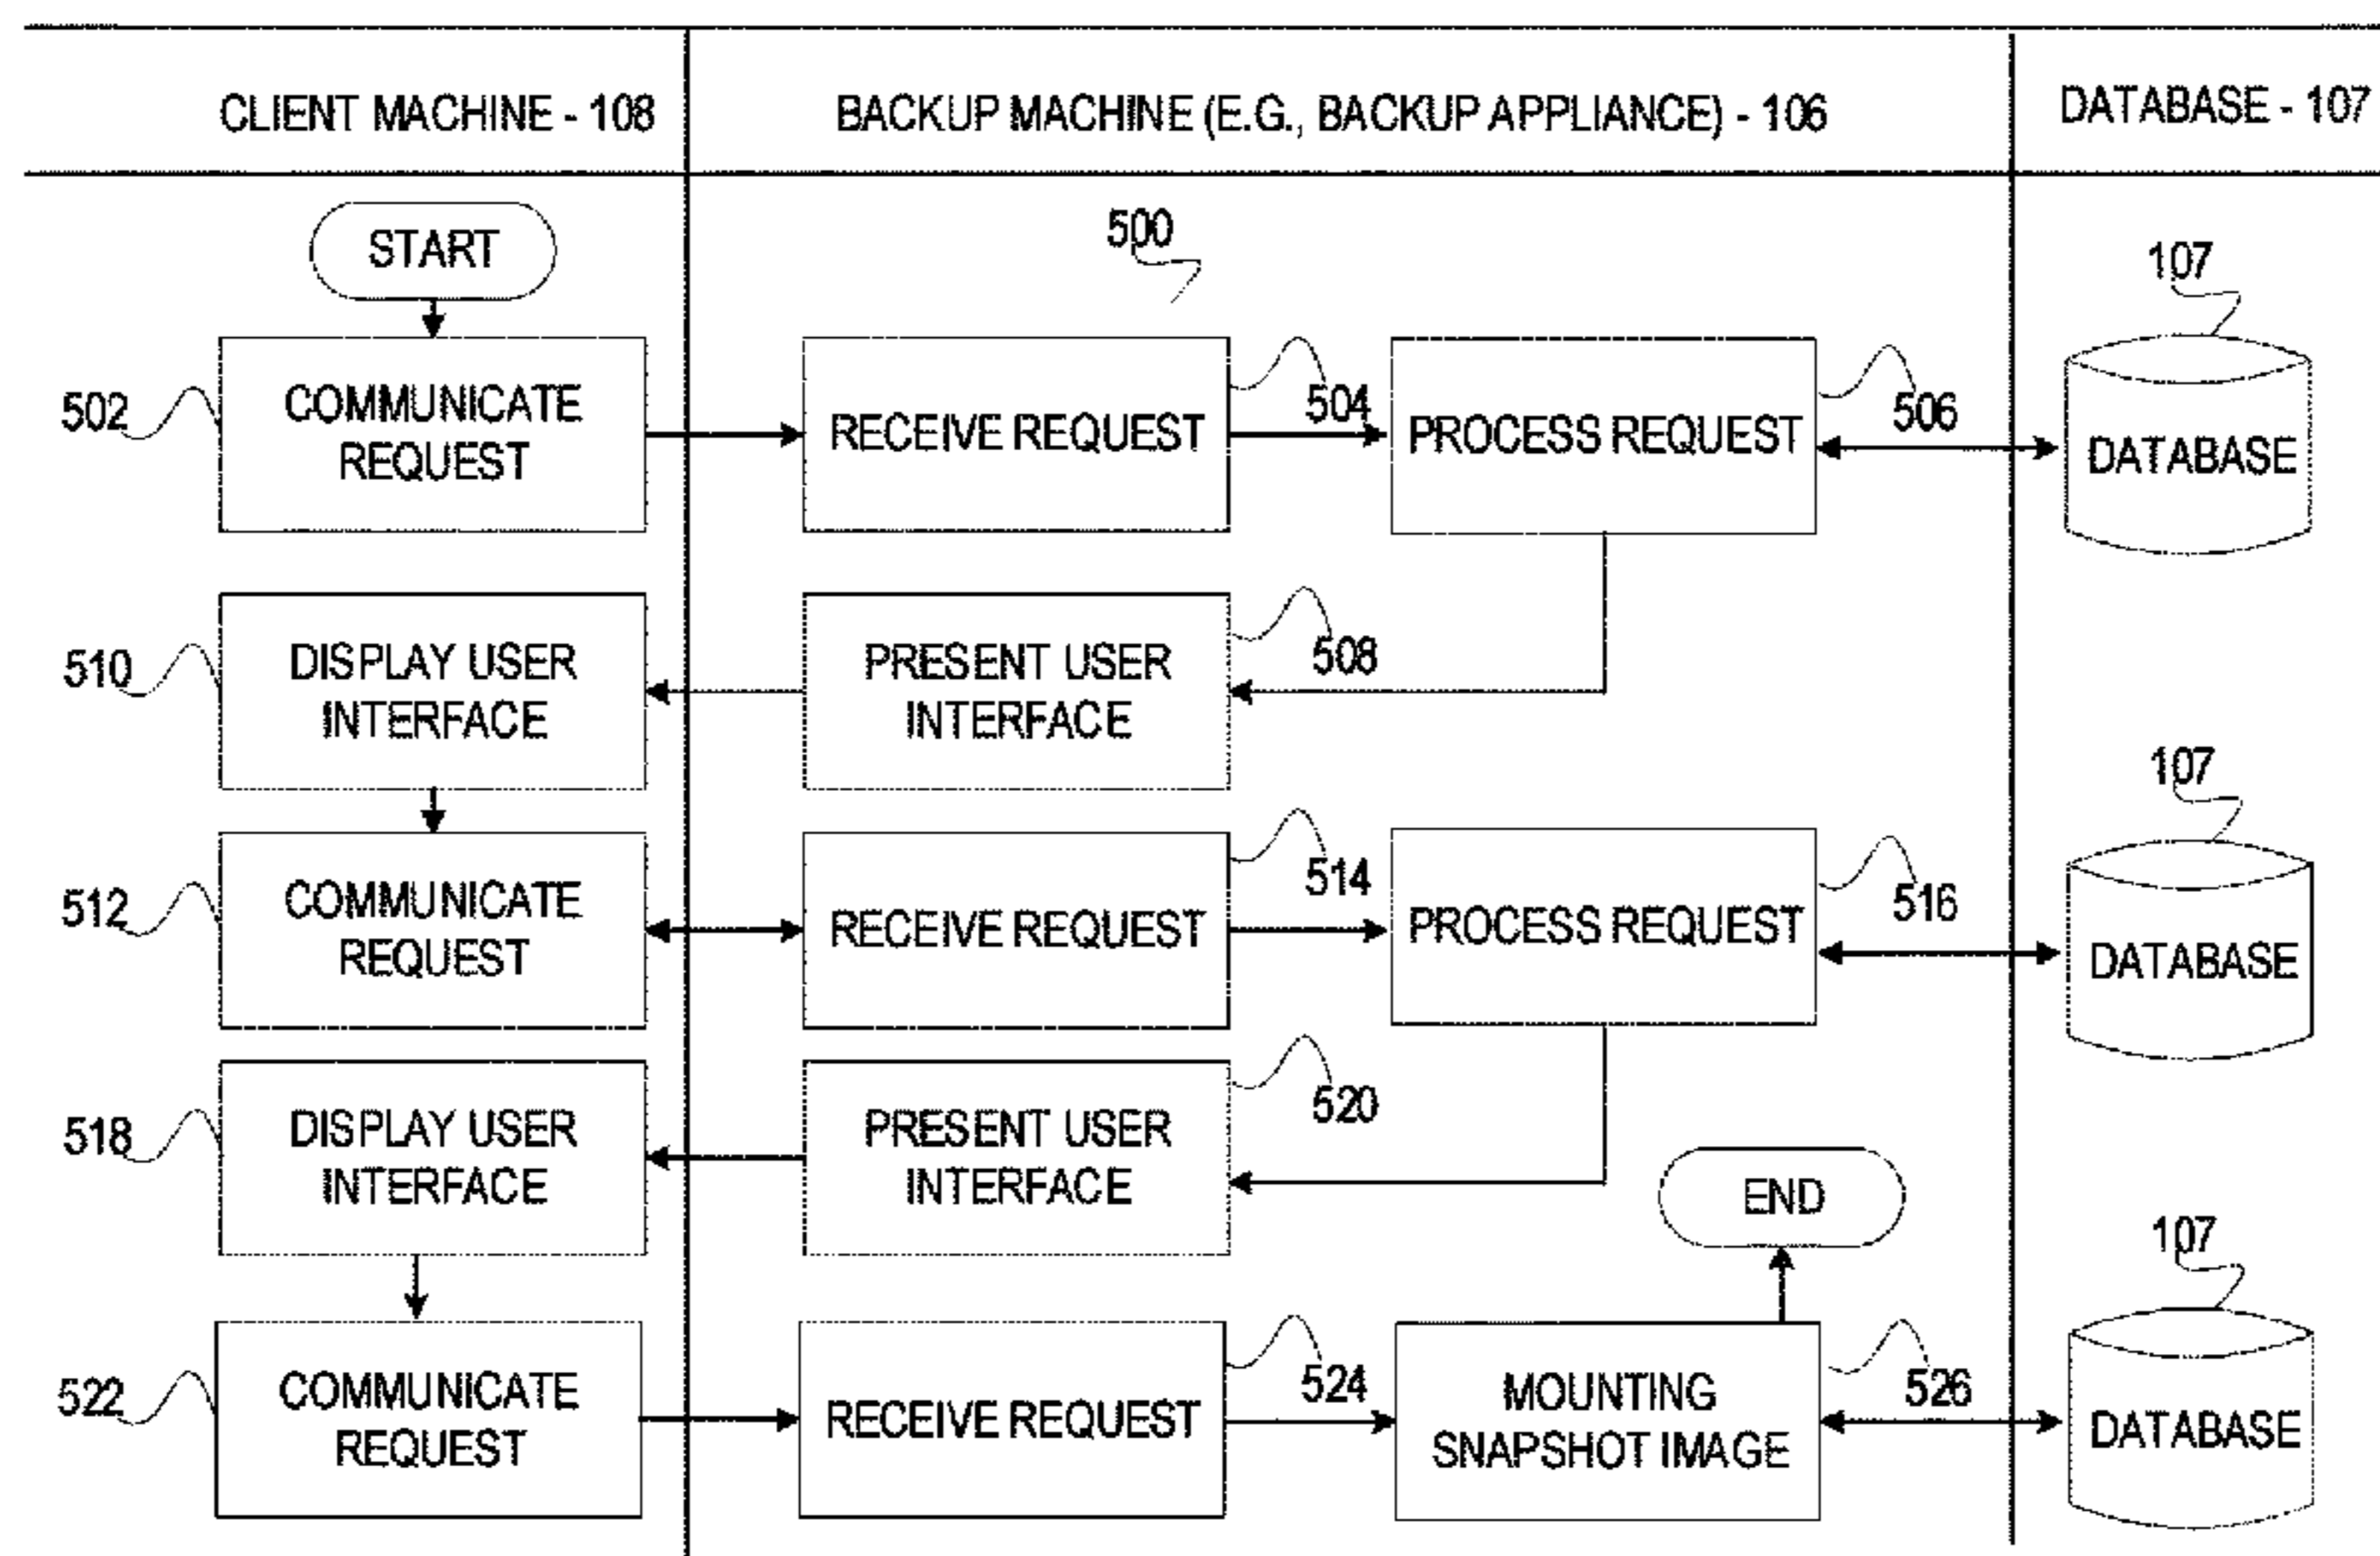 CLIENT MACHINE - 108
BACKUP MACHINE (E.G., BACKUP APPLIANCE) - 106
DATABASE - 107
START
500
107
502
COMMUNICATE
REQUEST
RECEIVE REQUEST
504
PROCESS REQUEST
506
DATABASE
510
DISPLAY USER
INTERFACE
PRESENT USER
INTERFACE
508
107
512
COMMUNICATE
REQUEST
RECEIVE REQUEST
514
PROCESS REQUEST
516
DATABASE
518
DISPLAY USER
INTERFACE
PRESENT USER
INTERFACE
520
END
107
522
COMMUNICATE
REQUEST
RECEIVE REQUEST
524
MOUNTING
SNAPSHOT IMAGE
526
DATABASE